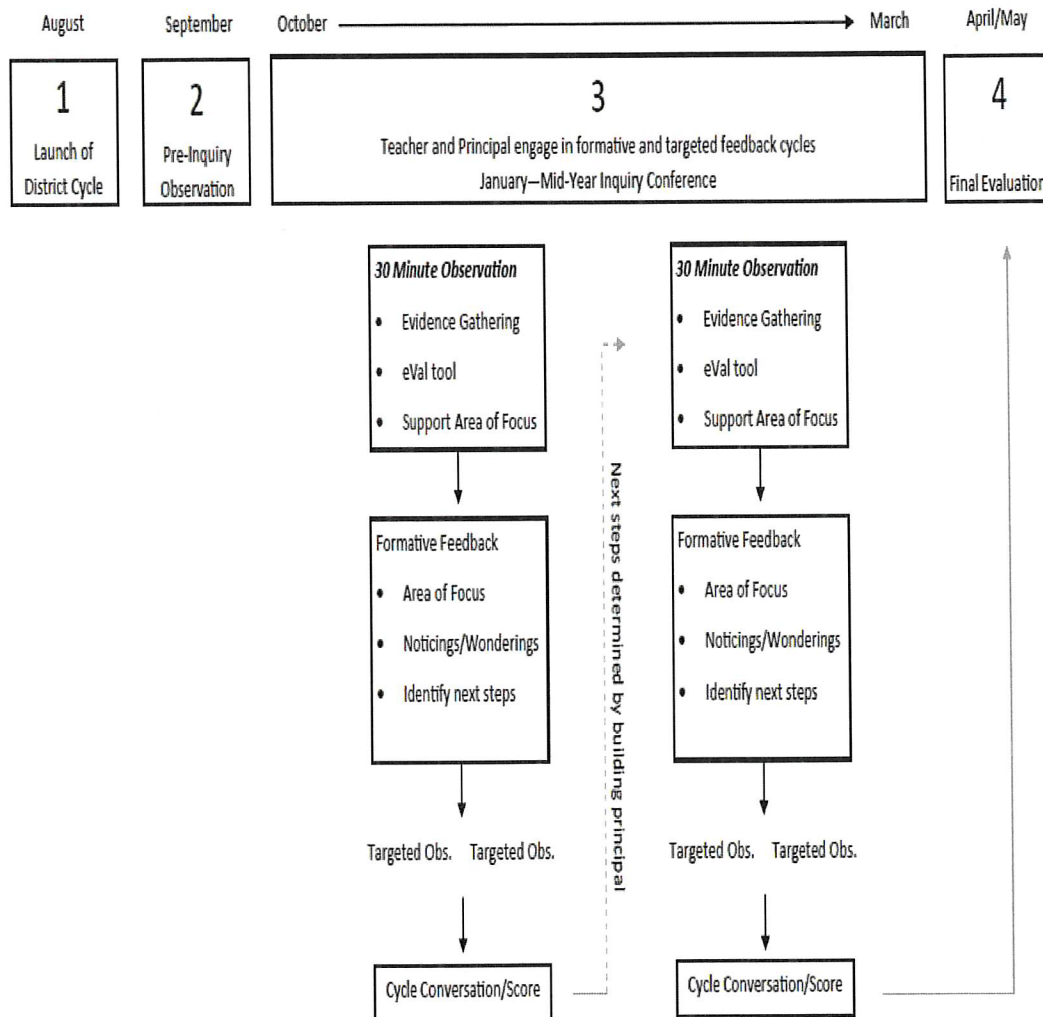 August
September
October
March
April/May
1
Launch of
District Cycle
2
Pre-Inquiry
Observation
3
Teacher and Principal engage in formative and targeted feedback cycles
January—Mid-Year Inquiry Conference
4
Final Evaluation
30 Minute Observation
• Evidence Gathering
• eVal tool
• Support Area of Focus
Formative Feedback
• Area of Focus
• Noticings/Wonderings
• Identify next steps
Targeted Obs. Targeted Obs.
Cycle Conversation/Score
Next steps determined by building principal
30 Minute Observation
• Evidence Gathering
• eVal tool
• Support Area of Focus
Formative Feedback
• Area of Focus
• Noticings/Wonderings
• Identify next steps
Targeted Obs. Targeted Obs.
Cycle Conversation/Score